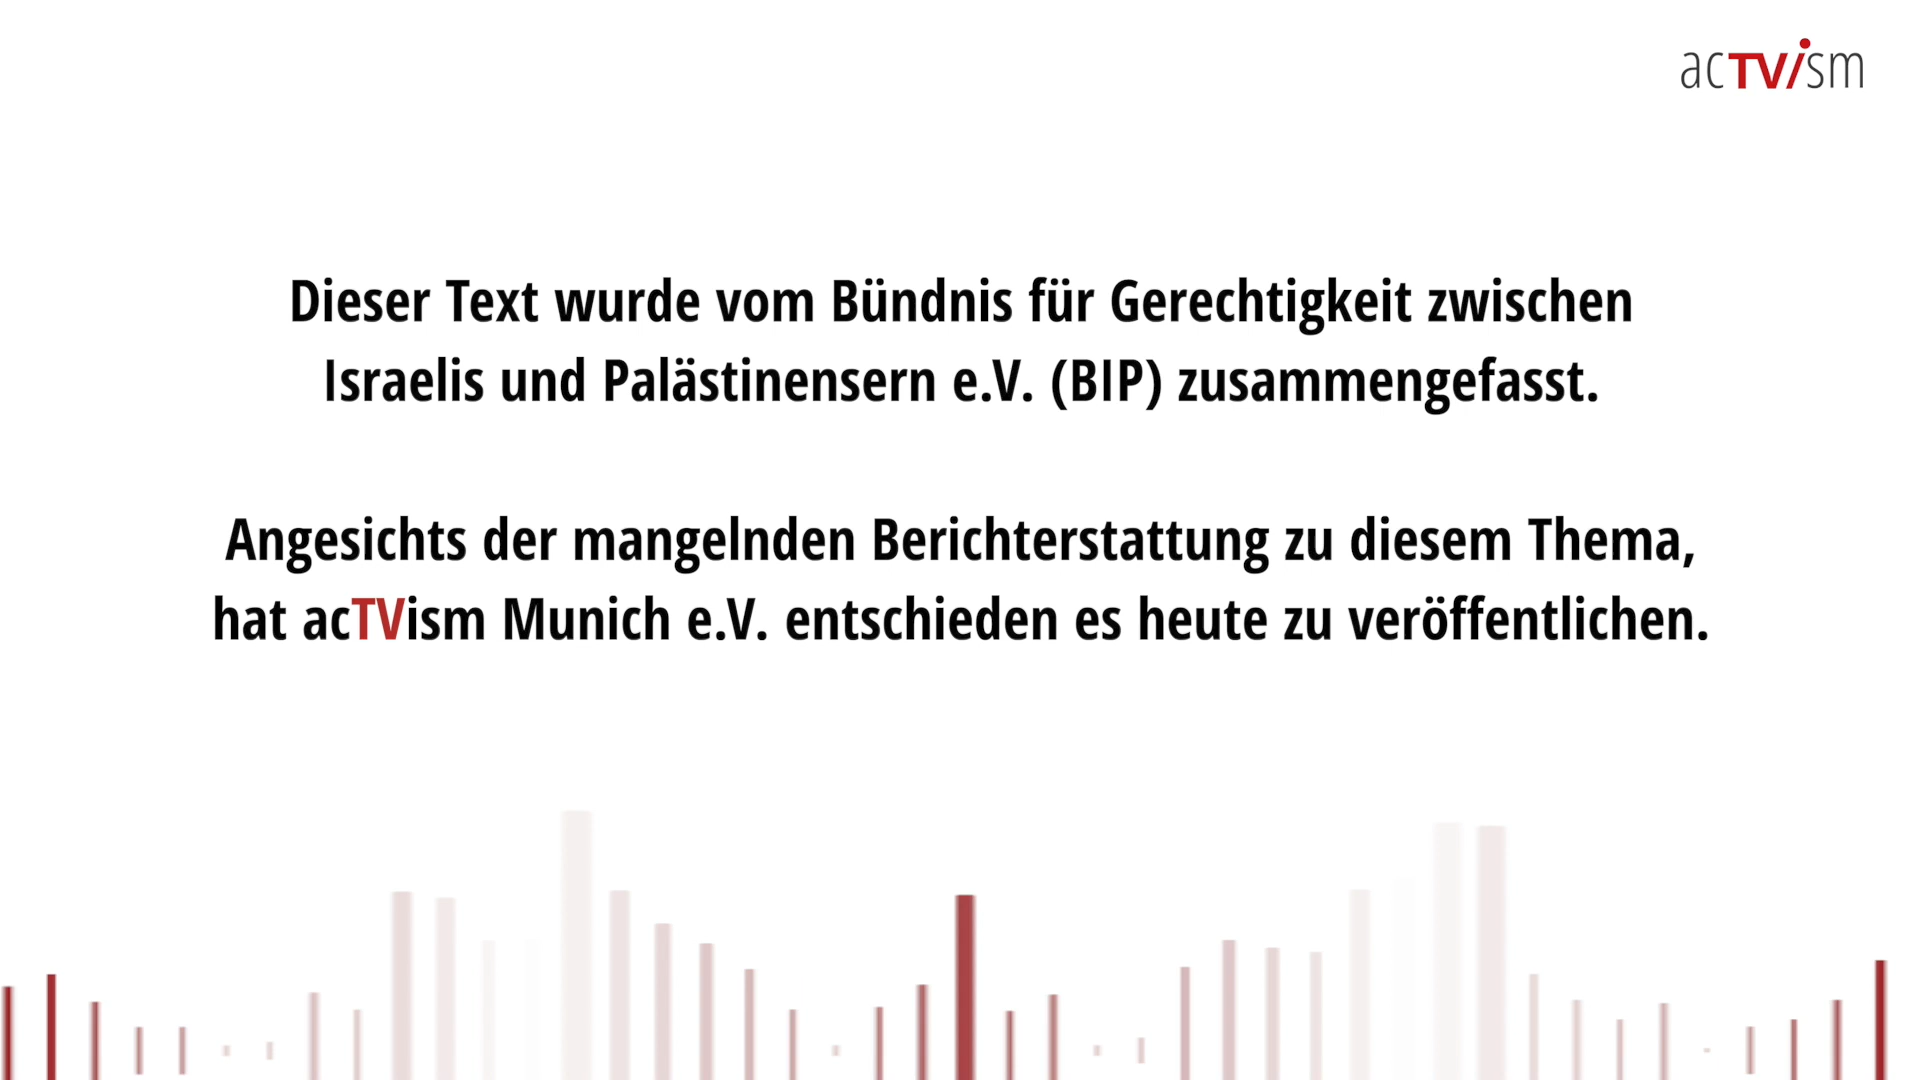 acTVism
Dieser Text wurde vom Bündnis für Gerechtigkeit zwischen
Israelis und Palästinensern e.V. (BIP) zusammengefasst.
Angesichts der mangelnden Berichterstattung zu diesem Thema,
hat acTVism Munich e.V. entschieden es heute zu veröffentlichen.